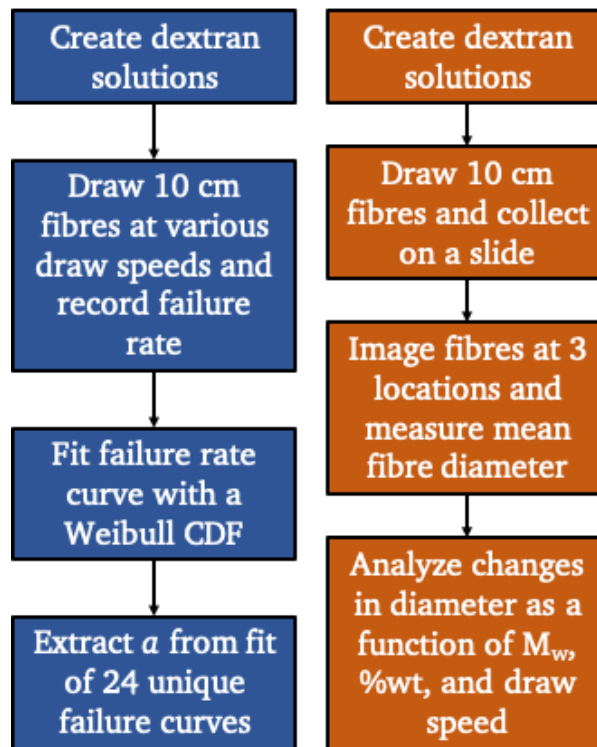 Create dextran
solutions
Draw 10 cm
fibres at various
draw speeds and
record failure
rate
Fit failure rate
curve with a
Weibull CDF
Extract a from fit
of 24 unique
failure curves
Create dextran
solutions
Draw 10 cm
fibres and collect
on a slide
Image fibres at 3
locations and
measure mean
fibre diameter
Analyze changes
in diameter as a
function of Mw,
%wt, and draw
speed